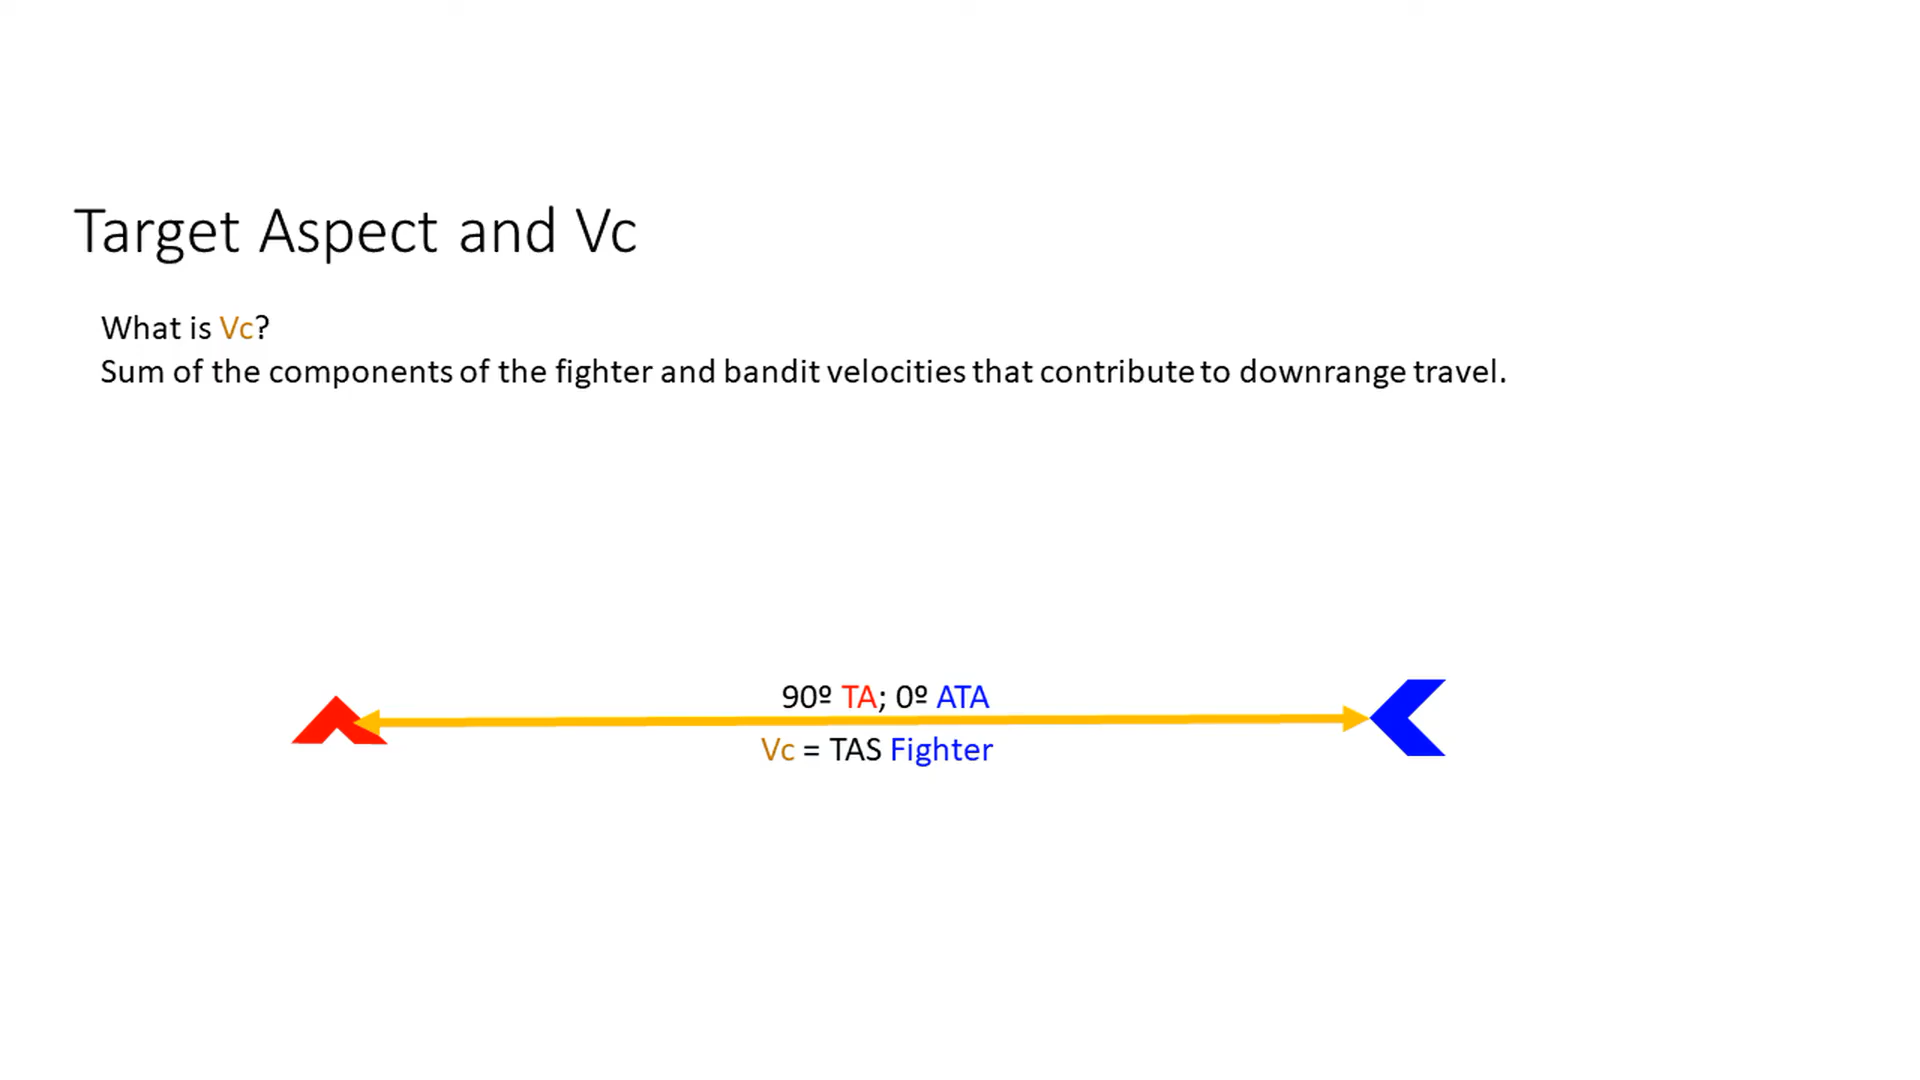 Target Aspect and Vc
What is Vc?
Sum of the components of the fighter and bandit velocities that contribute to downrange travel.
90º TA; 0º ATA
Vc = TAS Fighter